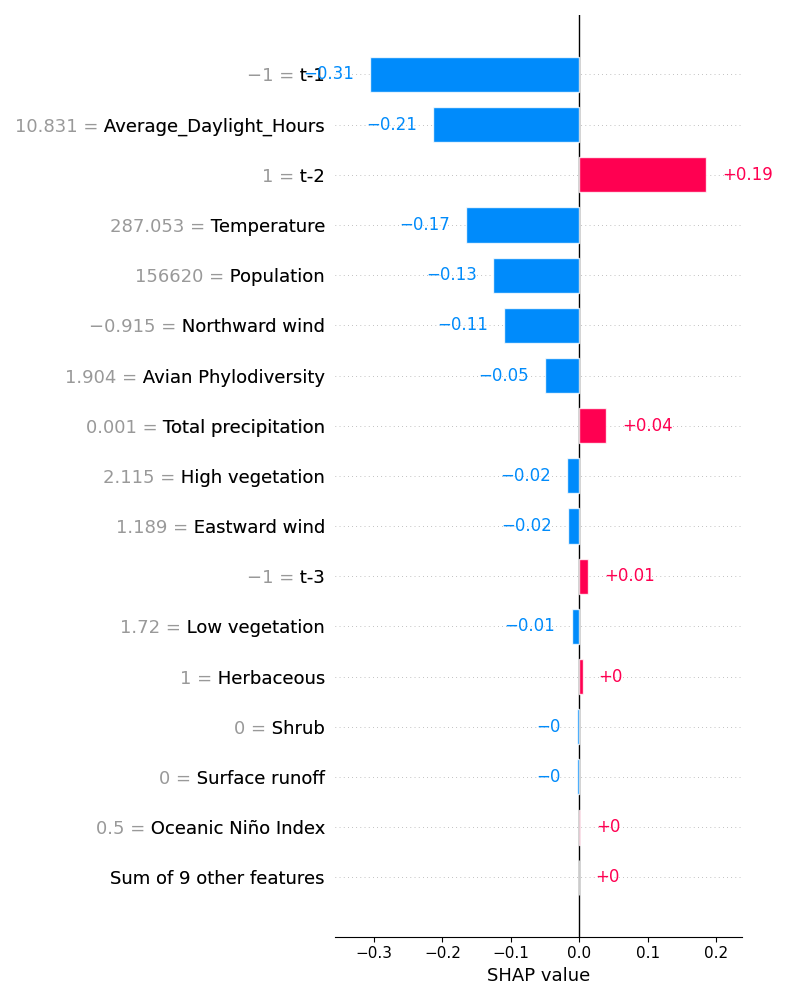 −1 = t-1 −0.31
10.831 = Average_Daylight_Hours −0.21
1 = t-2 +0.19
287.053 = Temperature −0.17
156620 = Population −0.13
−0.915 = Northward wind −0.11
1.904 = Avian Phylodiversity −0.05
0.001 = Total precipitation +0.04
2.115 = High vegetation −0.02
1.189 = Eastward wind −0.02
−1 = t-3 +0.01
1.72 = Low vegetation −0.01
1 = Herbaceous +0
0 = Shrub −0
0 = Surface runoff −0
0.5 = Oceanic Niño Index +0
Sum of 9 other features +0
−0.3 −0.2 −0.1 0.0 0.1 0.2
SHAP value